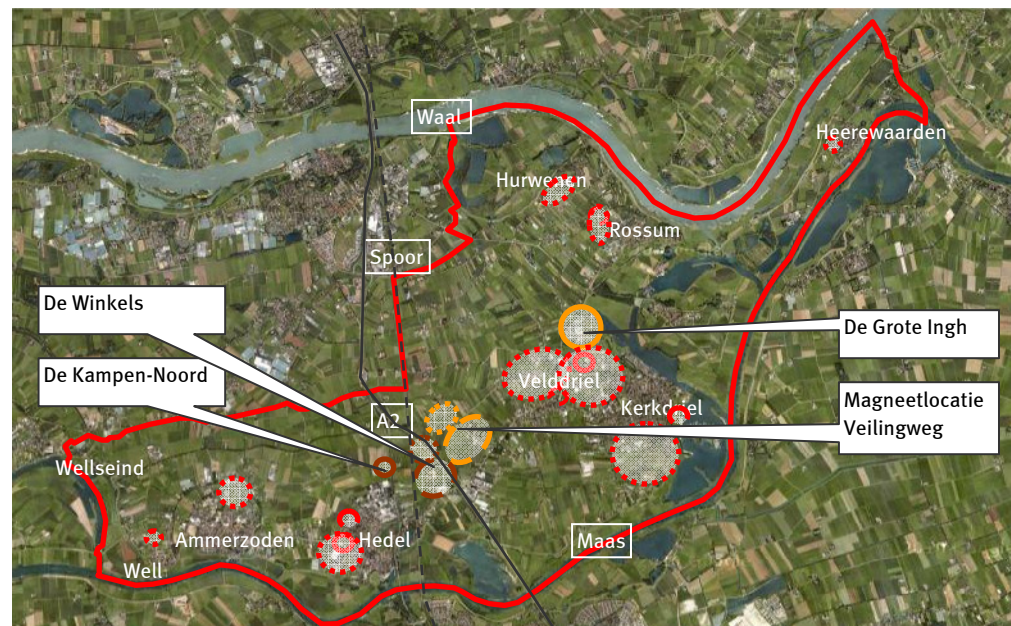 Waal
Heerewaarden
Hurwenen
Rossum
Spoor
De Winkels
De Grote Ingh
De Kampen-Noord
Velddriel
Kerkdriel
Magneetlocatie
Veilingweg
A2
Wellseind
Ammerzoden
Hedel
Maas
Well